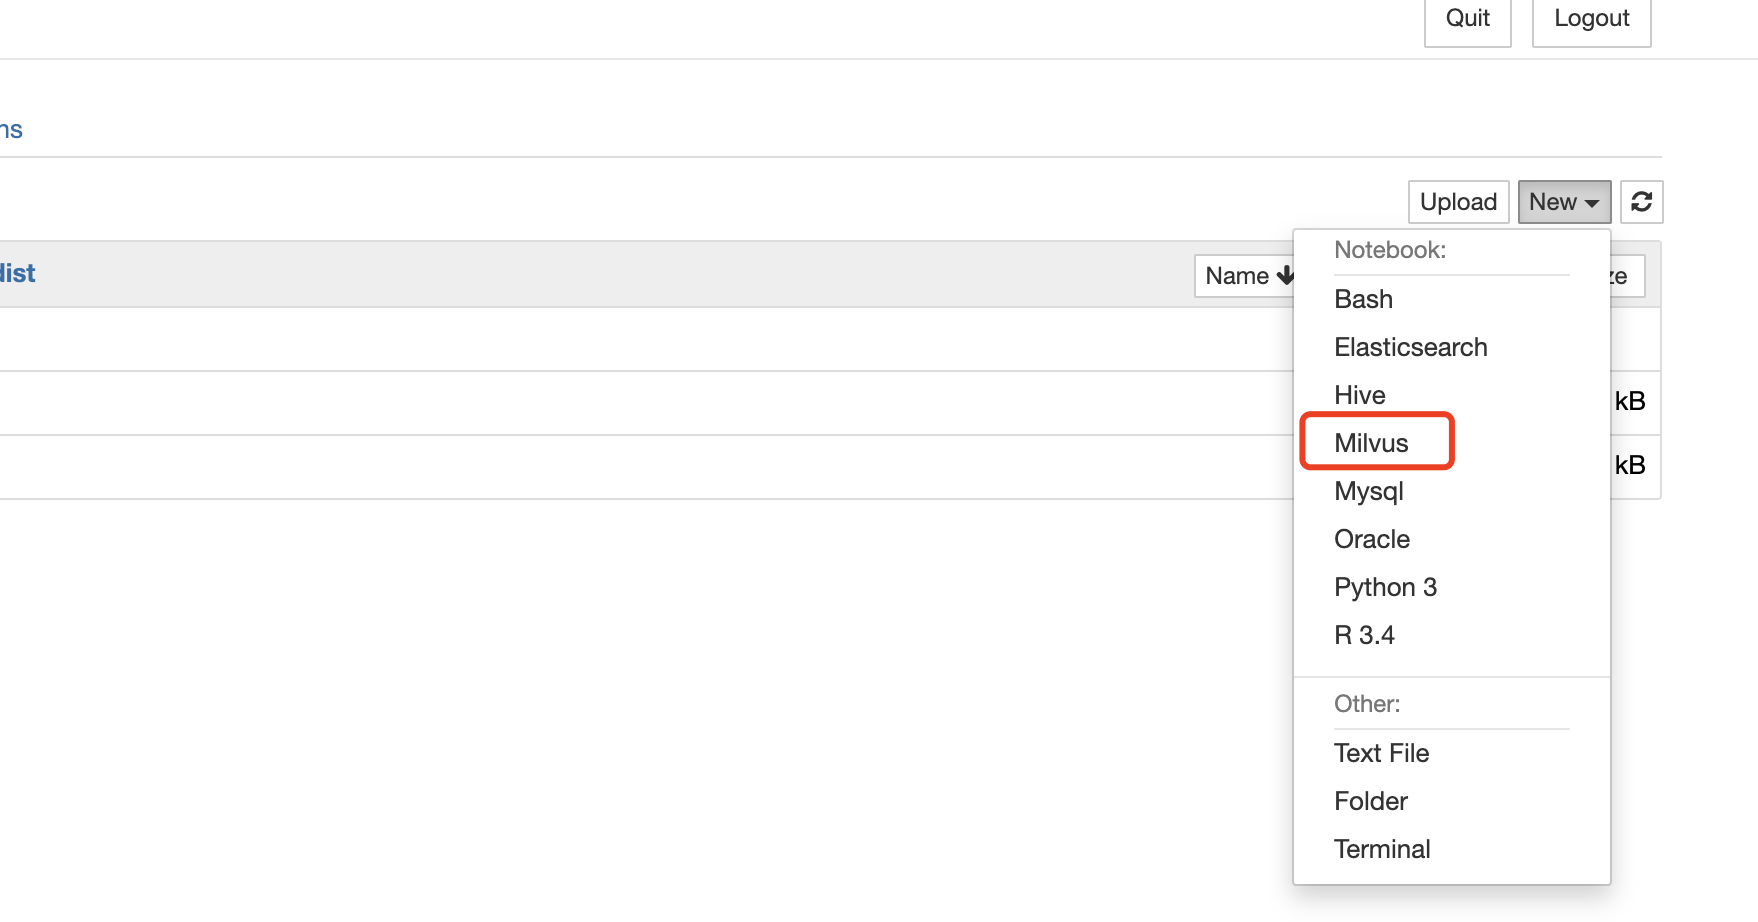 Quit Logout
ns
Upload New
dist Name ze
Notebook:
Bash
Elasticsearch
Hive
kB
Milvus
kB
Mysql
Oracle
Python 3
R 3.4
Other:
Text File
Folder
Terminal